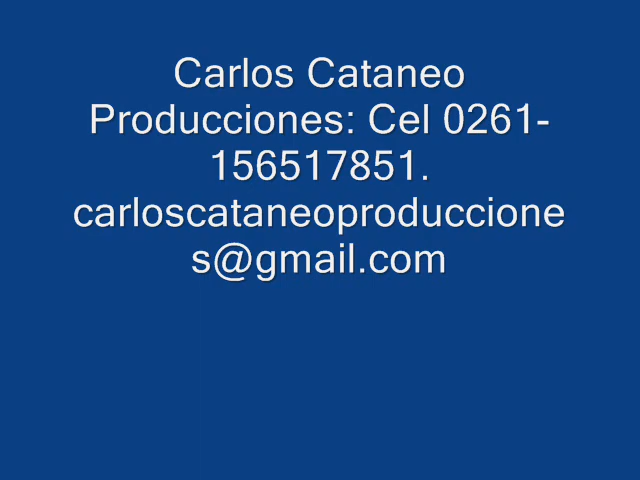 Carlos Cataneo
Producciones: Cel 0261-
156517851.
carloscataneoproduccione
s@gmail.com